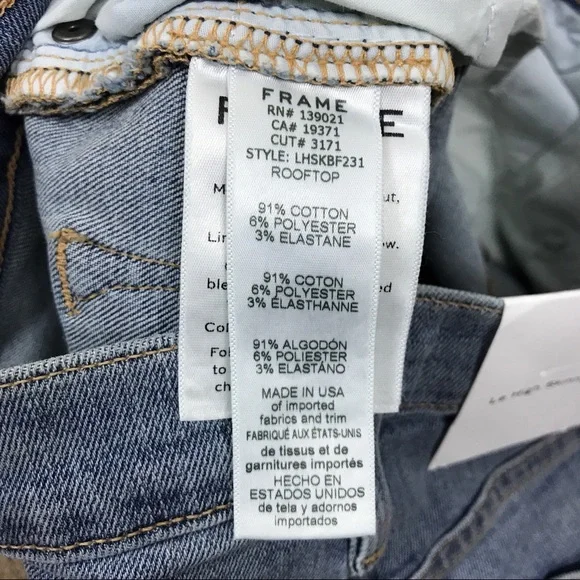 FRAME
RN# 139021
CA# 19371
CUT# 3171
STYLE: LHSKBF231
ROOFTOP
91% COTTON
6% POLYESTER
3% ELASTANE
91% COTON
6% POLYESTER
3% ELASTHANNE
91% ALGODÓN
6% POLIESTER
3% ELASTANO
MADE IN USA
of imported
fabrics and trim
FABRIQUÉ AUX ÉTATS-UNIS
de tissus et de
garnitures importés
HECHO EN
ESTADOS UNIDOS
de tela y adornos
importados
Le High